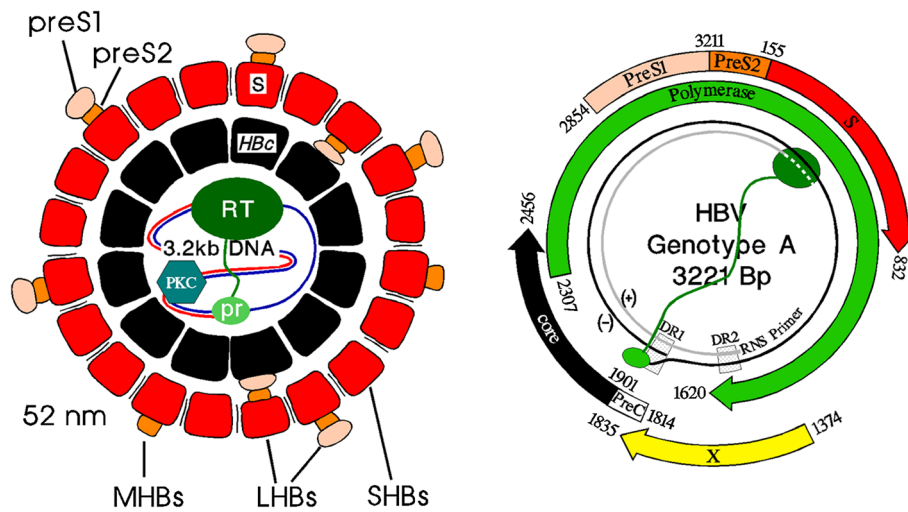 preS1
preS2
S
HBc
RT
3.2kb DNA
PKC
pr
52 nm
MHBs
LHBs
SHBs
3211
155
PreS1
PreS2
2854
Polymerase
S
2456
HBV
Genotype A
3221 Bp
832
2307
(+)
(-)
core
DR1
DR2
RNS Primer
1901
1620
PreC
1814
1835
1374
X